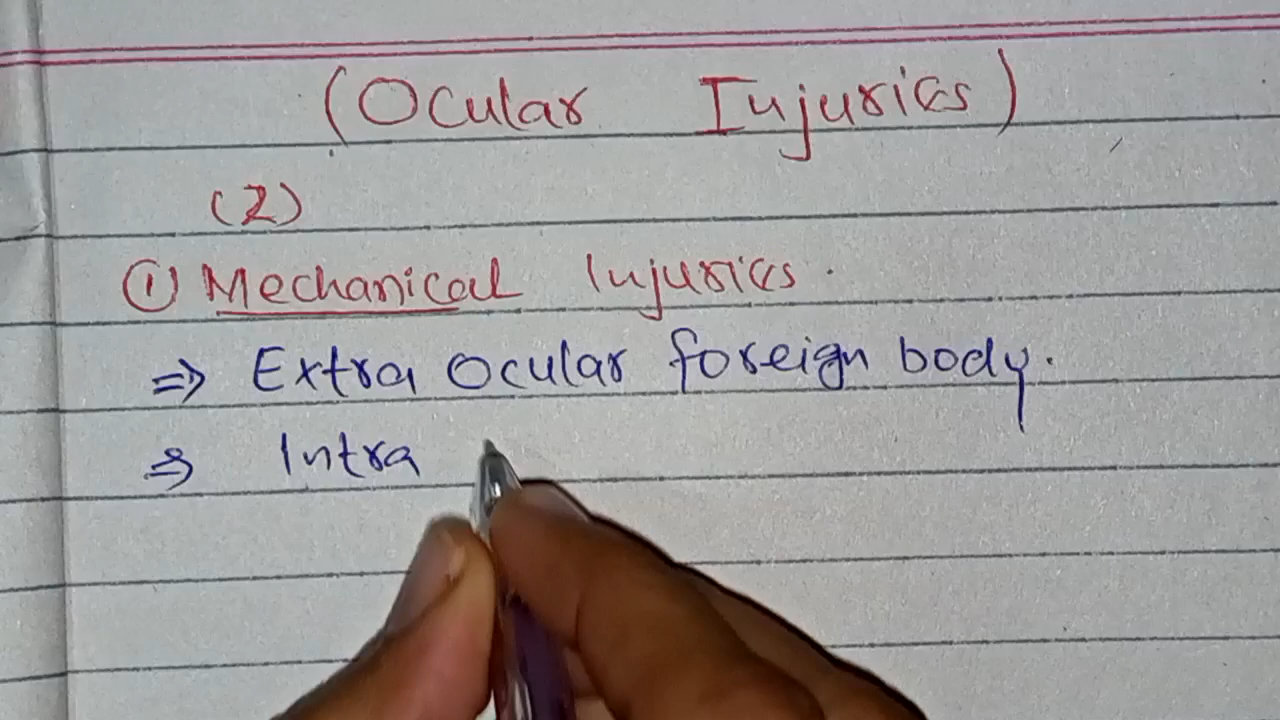 (Ocular Injuries)
(2)
① Mechanical Injuries.
⇒ Extra Ocular foreign body.
⇒ Intra